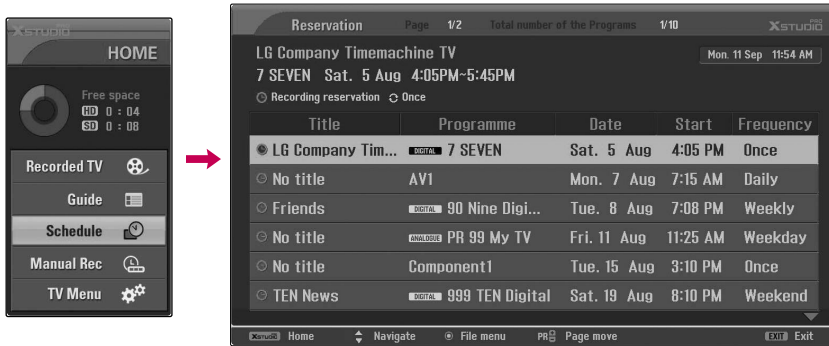 XSTUDIO
HOME
Free space
HD 0 : 04
SD 0 : 08
Recorded TV
Guide
Schedule
Manual Rec
TV Menu
Reservation Page 1/2 Total number of the Programs 1/10 XSTUDIO PRO
LG Company Timemachine TV Mon. 11 Sep 11:54 AM
7 SEVEN Sat. 5 Aug 4:05PM~5:45PM
Recording reservation Once
Title Programme Date Start Frequency
LG Company Tim... DIGITAL 7 SEVEN Sat. 5 Aug 4:05 PM Once
No title AV1 Mon. 7 Aug 7:15 AM Daily
Friends DIGITAL 90 Nine Digi... Tue. 8 Aug 7:08 PM Weekly
No title ANALOGUE PR 99 My TV Fri. 11 Aug 11:25 AM Weekday
No title Component1 Tue. 15 Aug 3:10 PM Once
TEN News DIGITAL 999 TEN Digital Sat. 19 Aug 8:10 PM Weekend
XSTUDIO Home Navigate File menu PR Page move EXIT Exit